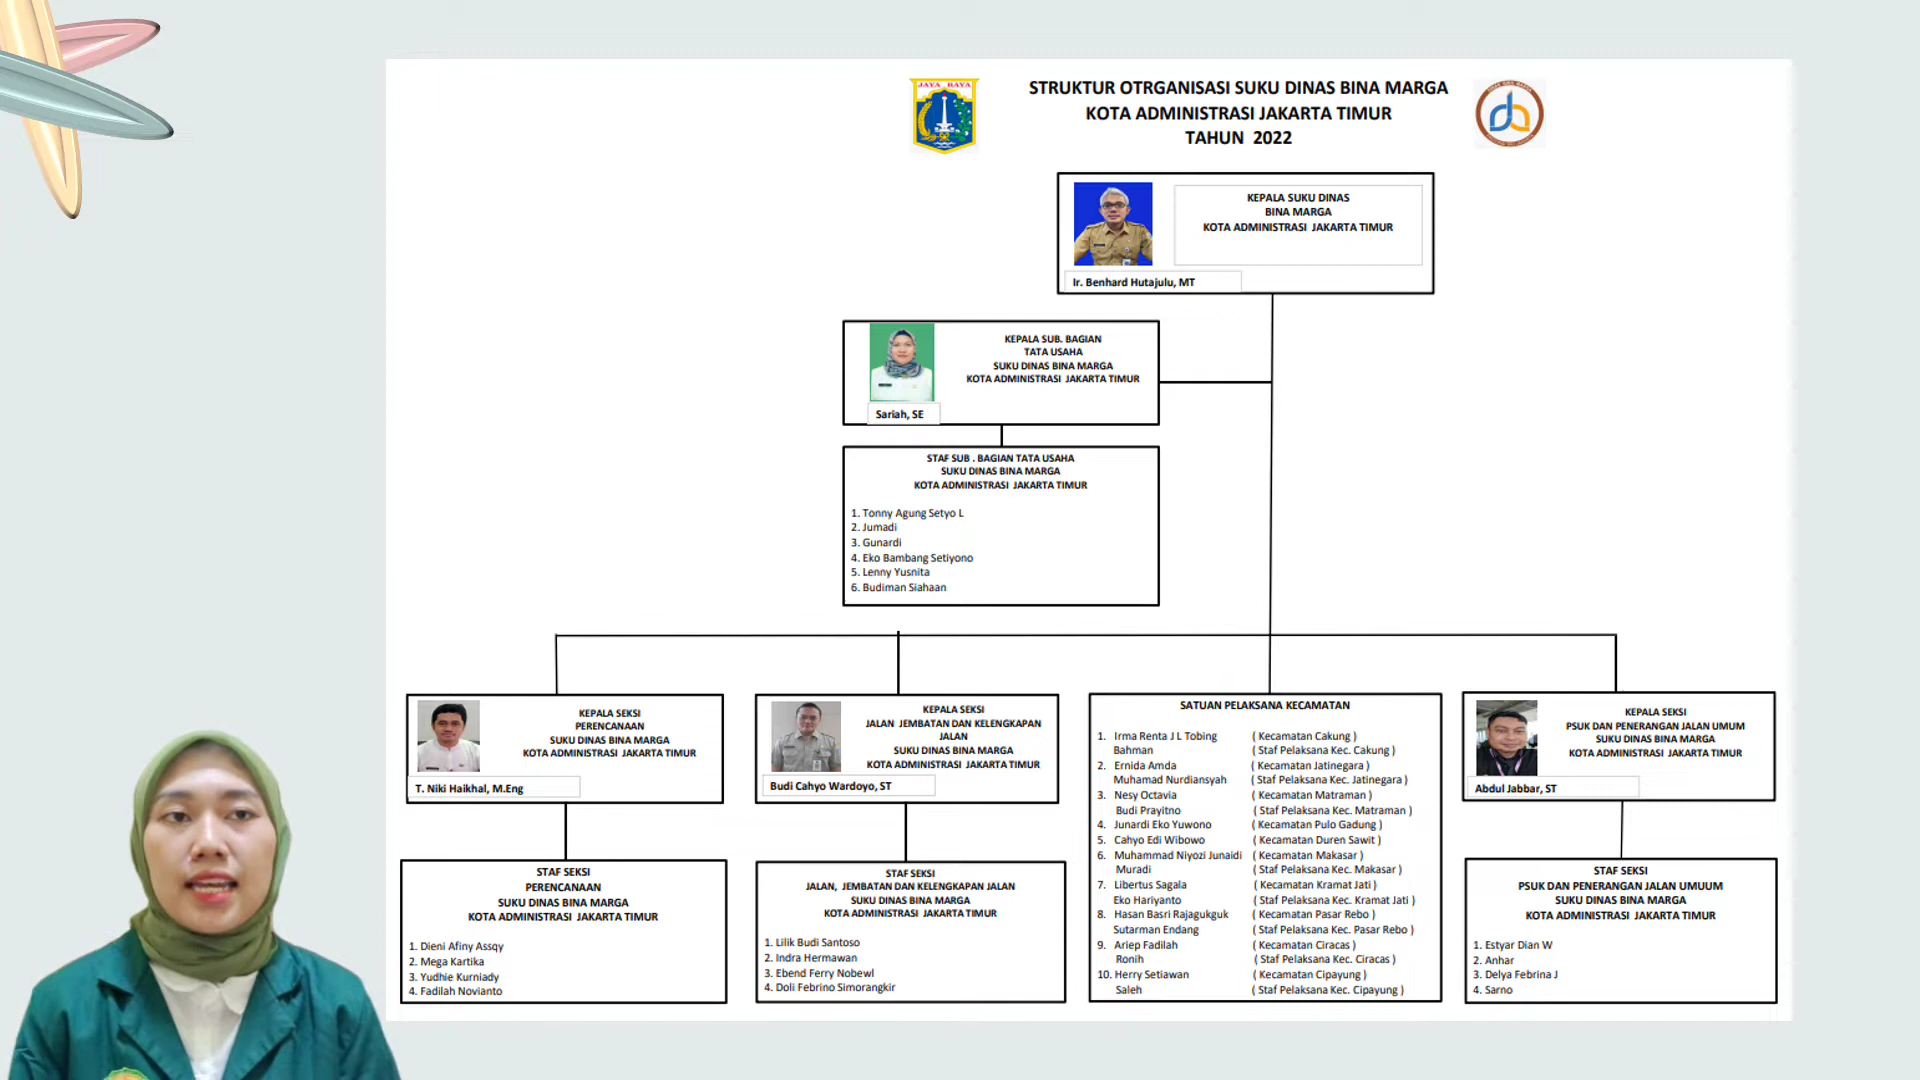 JAYA RAYA
STRUKTUR OTRGANISASI SUKU DINAS BINA MARGA
KOTA ADMINISTRASI JAKARTA TIMUR
TAHUN 2022
KEPALA SUKU DINAS
BINA MARGA
KOTA ADMINISTRASI JAKARTA TIMUR
Ir. Benhard Hutajulu, MT
KEPALA SUB. BAGIAN
TATA USAHA
SUKU DINAS BINA MARGA
KOTA ADMINISTRASI JAKARTA TIMUR
Sariah, SE
STAF SUB . BAGIAN TATA USAHA
SUKU DINAS BINA MARGA
KOTA ADMINISTRASI JAKARTA TIMUR
1. Tonny Agung Setyo L
2. Jumadi
3. Gunardi
4. Eko Bambang Setiyono
5. Lenny Yusnita
6. Budiman Siahaan
KEPALA SEKSI
PERENCANAAN
SUKU DINAS BINA MARGA
KOTA ADMINISTRASI JAKARTA TIMUR
T. Niki Haikhal, M.Eng
STAF SEKSI
PERENCANAAN
SUKU DINAS BINA MARGA
KOTA ADMINISTRASI JAKARTA TIMUR
1. Dieni Afiny Assqy
2. Mega Kartika
3. Yudhie Kurniady
4. Fadilah Novianto
KEPALA SEKSI
JALAN JEMBATAN DAN KELENGKAPAN
JALAN
SUKU DINAS BINA MARGA
KOTA ADMINISTRASI JAKARTA TIMUR
Budi Cahyo Wardoyo, ST
STAF SEKSI
JALAN, JEMBATAN DAN KELENGKAPAN JALAN
SUKU DINAS BINA MARGA
KOTA ADMINISTRASI JAKARTA TIMUR
1. Lilik Budi Santoso
2. Indra Hermawan
3. Ebend Ferry Nobewl
4. Doli Febrino Simorangkir
SATUAN PELAKSANA KECAMATAN
1. Irma Renta J L Tobing ( Kecamatan Cakung )
Bahman ( Staf Pelaksana Kec. Cakung )
2. Ernida Amda ( Kecamatan Jatinegara )
Muhamad Nurdiansyah ( Staf Pelaksana Kec. Jatinegara )
3. Nesy Octavia ( Kecamatan Matraman )
Budi Prayitno ( Staf Pelaksana Kec. Matraman )
4. Junardi Eko Yuwono ( Kecamatan Pulo Gadung )
5. Cahyo Edi Wibowo ( Kecamatan Duren Sawit )
6. Muhammad Niyozi Junaidi ( Kecamatan Makasar )
Muradi ( Staf Pelaksana Kec. Makasar )
7. Libertus Sagala ( Kecamatan Kramat Jati )
Eko Hariyanto ( Staf Pelaksana Kec. Kramat Jati )
8. Hasan Basri Rajagukguk ( Kecamatan Pasar Rebo )
Sutarman Endang ( Staf Pelaksana Kec. Pasar Rebo )
9. Ariep Fadilah ( Kecamatan Ciracas )
Ronih ( Staf Pelaksana Kec. Ciracas )
10. Herry Setiawan ( Kecamatan Cipayung )
Saleh ( Staf Pelaksana Kec. Cipayung )
KEPALA SEKSI
PSUK DAN PENERANGAN JALAN UMUM
SUKU DINAS BINA MARGA
KOTA ADMINISTRASI JAKARTA TIMUR
Abdul Jabbar, ST
STAF SEKSI
PSUK DAN PENERANGAN JALAN UMUUM
SUKU DINAS BINA MARGA
KOTA ADMINISTRASI JAKARTA TIMUR
1. Estyar Dian W
2. Anhar
3. Delya Febrina J
4. Sarno